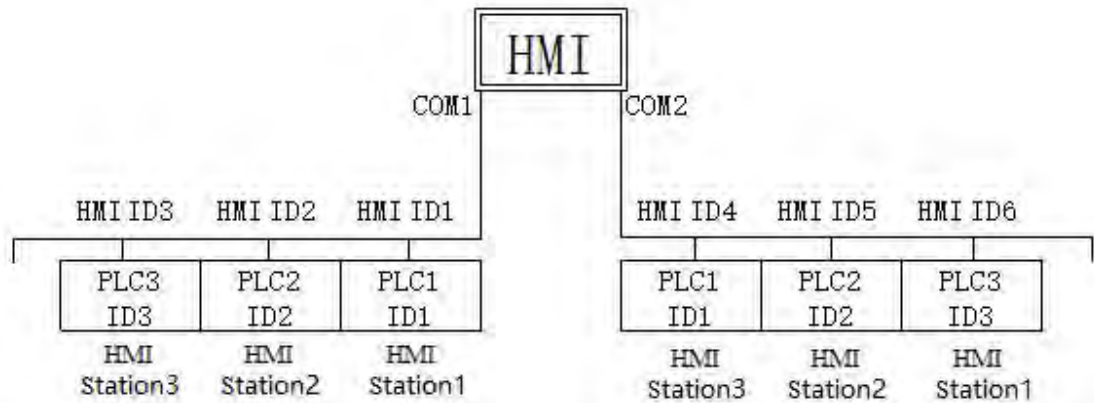 HMI
COM1 COM2
HMI ID3 HMI ID2 HMI ID1 HMI ID4 HMI ID5 HMI ID6
PLC3 PLC2 PLC1 PLC1 PLC2 PLC3
ID3 ID2 ID1 ID1 ID2 ID3
HMI HMI HMI HMI HMI HMI
Station3 Station2 Station1 Station3 Station2 Station1